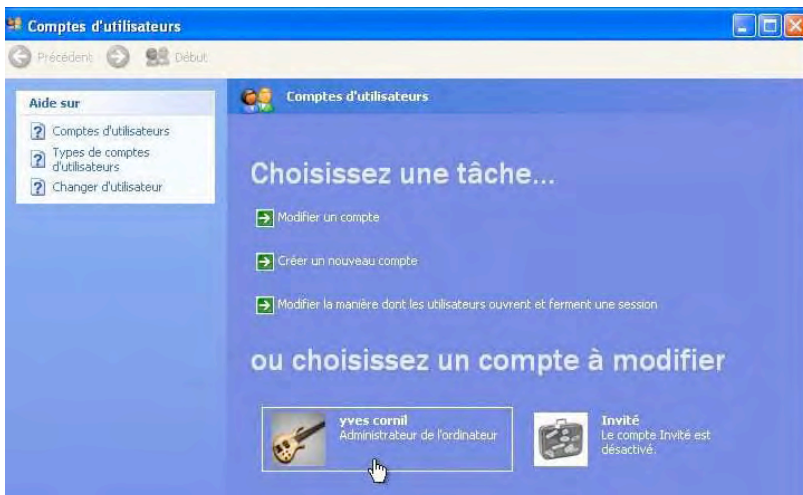 Comptes d'utilisateurs
Précédent
Début
Aide sur
Comptes d'utilisateurs
Types de comptes
d'utilisateurs
Changer d'utilisateur
Comptes d'utilisateurs
Choisissez une tâche...
Modifier un compte
Créer un nouveau compte
Modifier la manière dont les utilisateurs ouvrent et ferment une session
ou choisissez un compte à modifier
yves cornil
Administrateur de l'ordinateur
Invité
Le compte Invité est
désactivé.